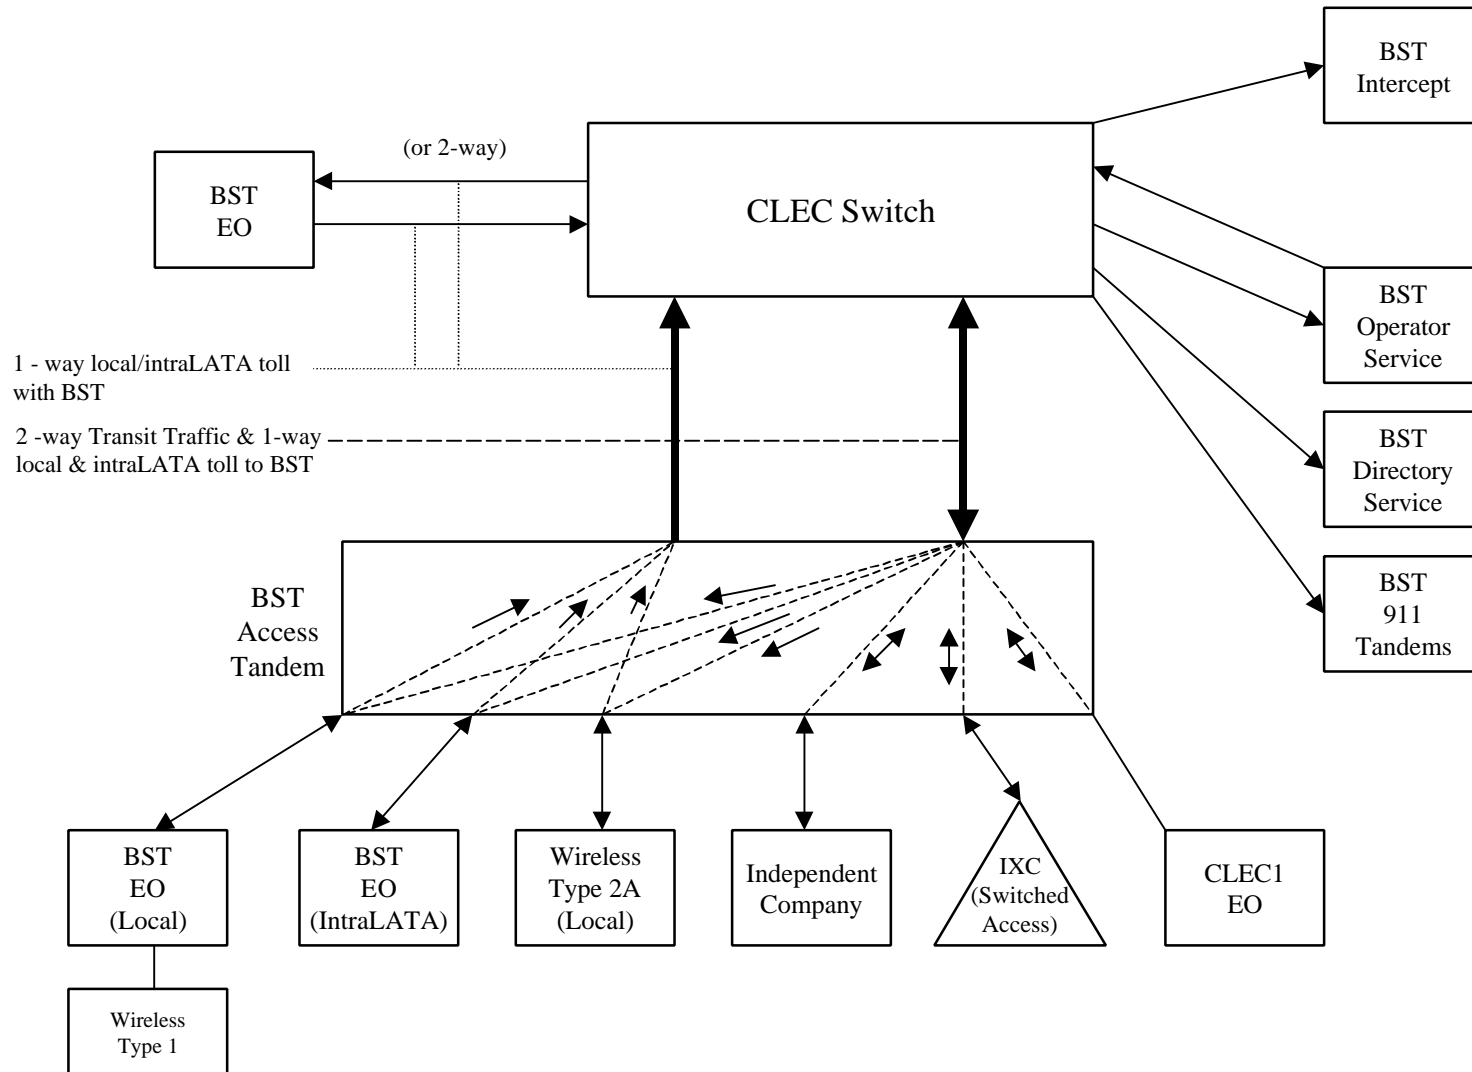 BST
Intercept
(or 2-way)
BST
EO
CLEC Switch
BST
Operator
Service
1 - way local/intraLATA toll
with BST
2 -way Transit Traffic & 1-way
local & intraLATA toll to BST
BST
Directory
Service
BST
Access
Tandem
BST
911
Tandems
BST
EO
(Local)
BST
EO
(IntraLATA)
Wireless
Type 2A
(Local)
Independent
Company
IXC
(Switched
Access)
CLEC1
EO
Wireless
Type 1